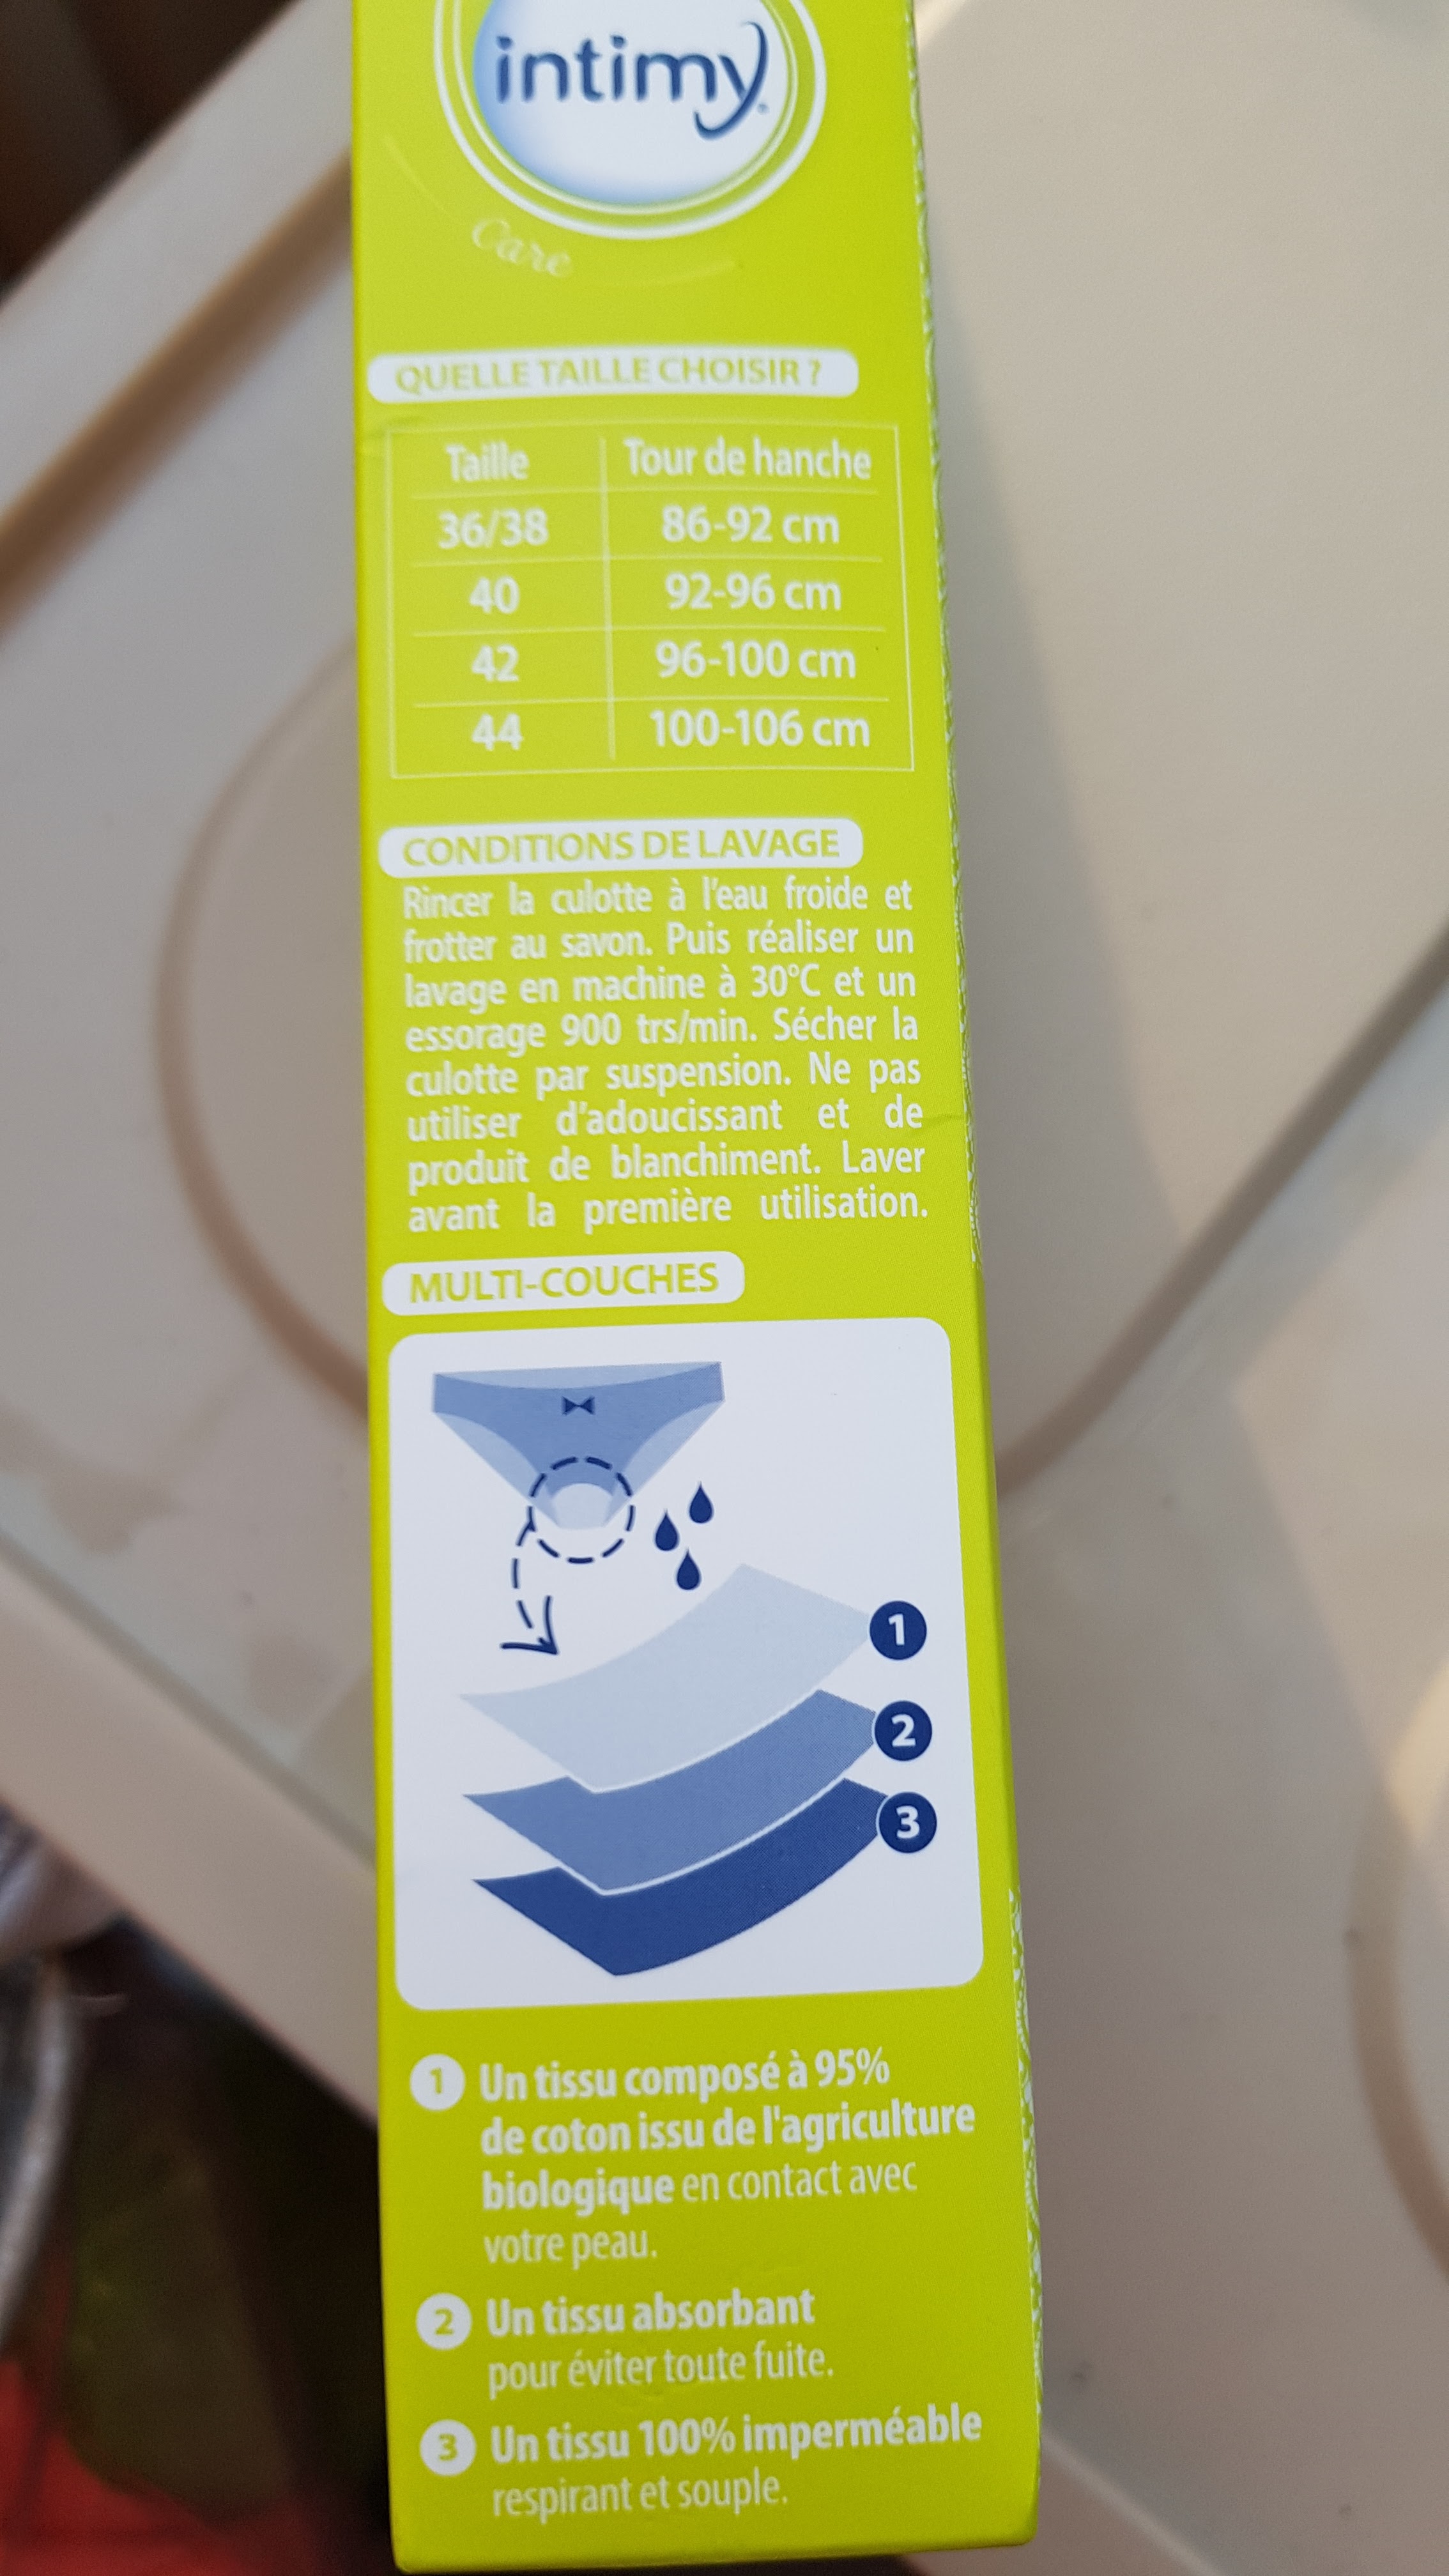 intimy
Care
QUELLE TAILLE CHOISIR ?
Taille Tour de hanche
36/38 86-92 cm
40 92-96 cm
42 96-100 cm
44 100-106 cm
CONDITIONS DE LAVAGE
Rincer la culotte à l'eau froide et
frotter au savon. Puis réaliser un
lavage en machine à 30°C et un
essorage 900 trs/min. Sécher la
culotte par suspension. Ne pas
utiliser d'adoucissant et de
produit de blanchiment. Laver
avant la première utilisation.
MULTI-COUCHES
1
2
3
1 Un tissu composé à 95%
de coton issu de l'agriculture
biologique en contact avec
votre peau.
2 Un tissu absorbant
pour éviter toute fuite.
3 Un tissu 100% imperméable
respirant et souple.